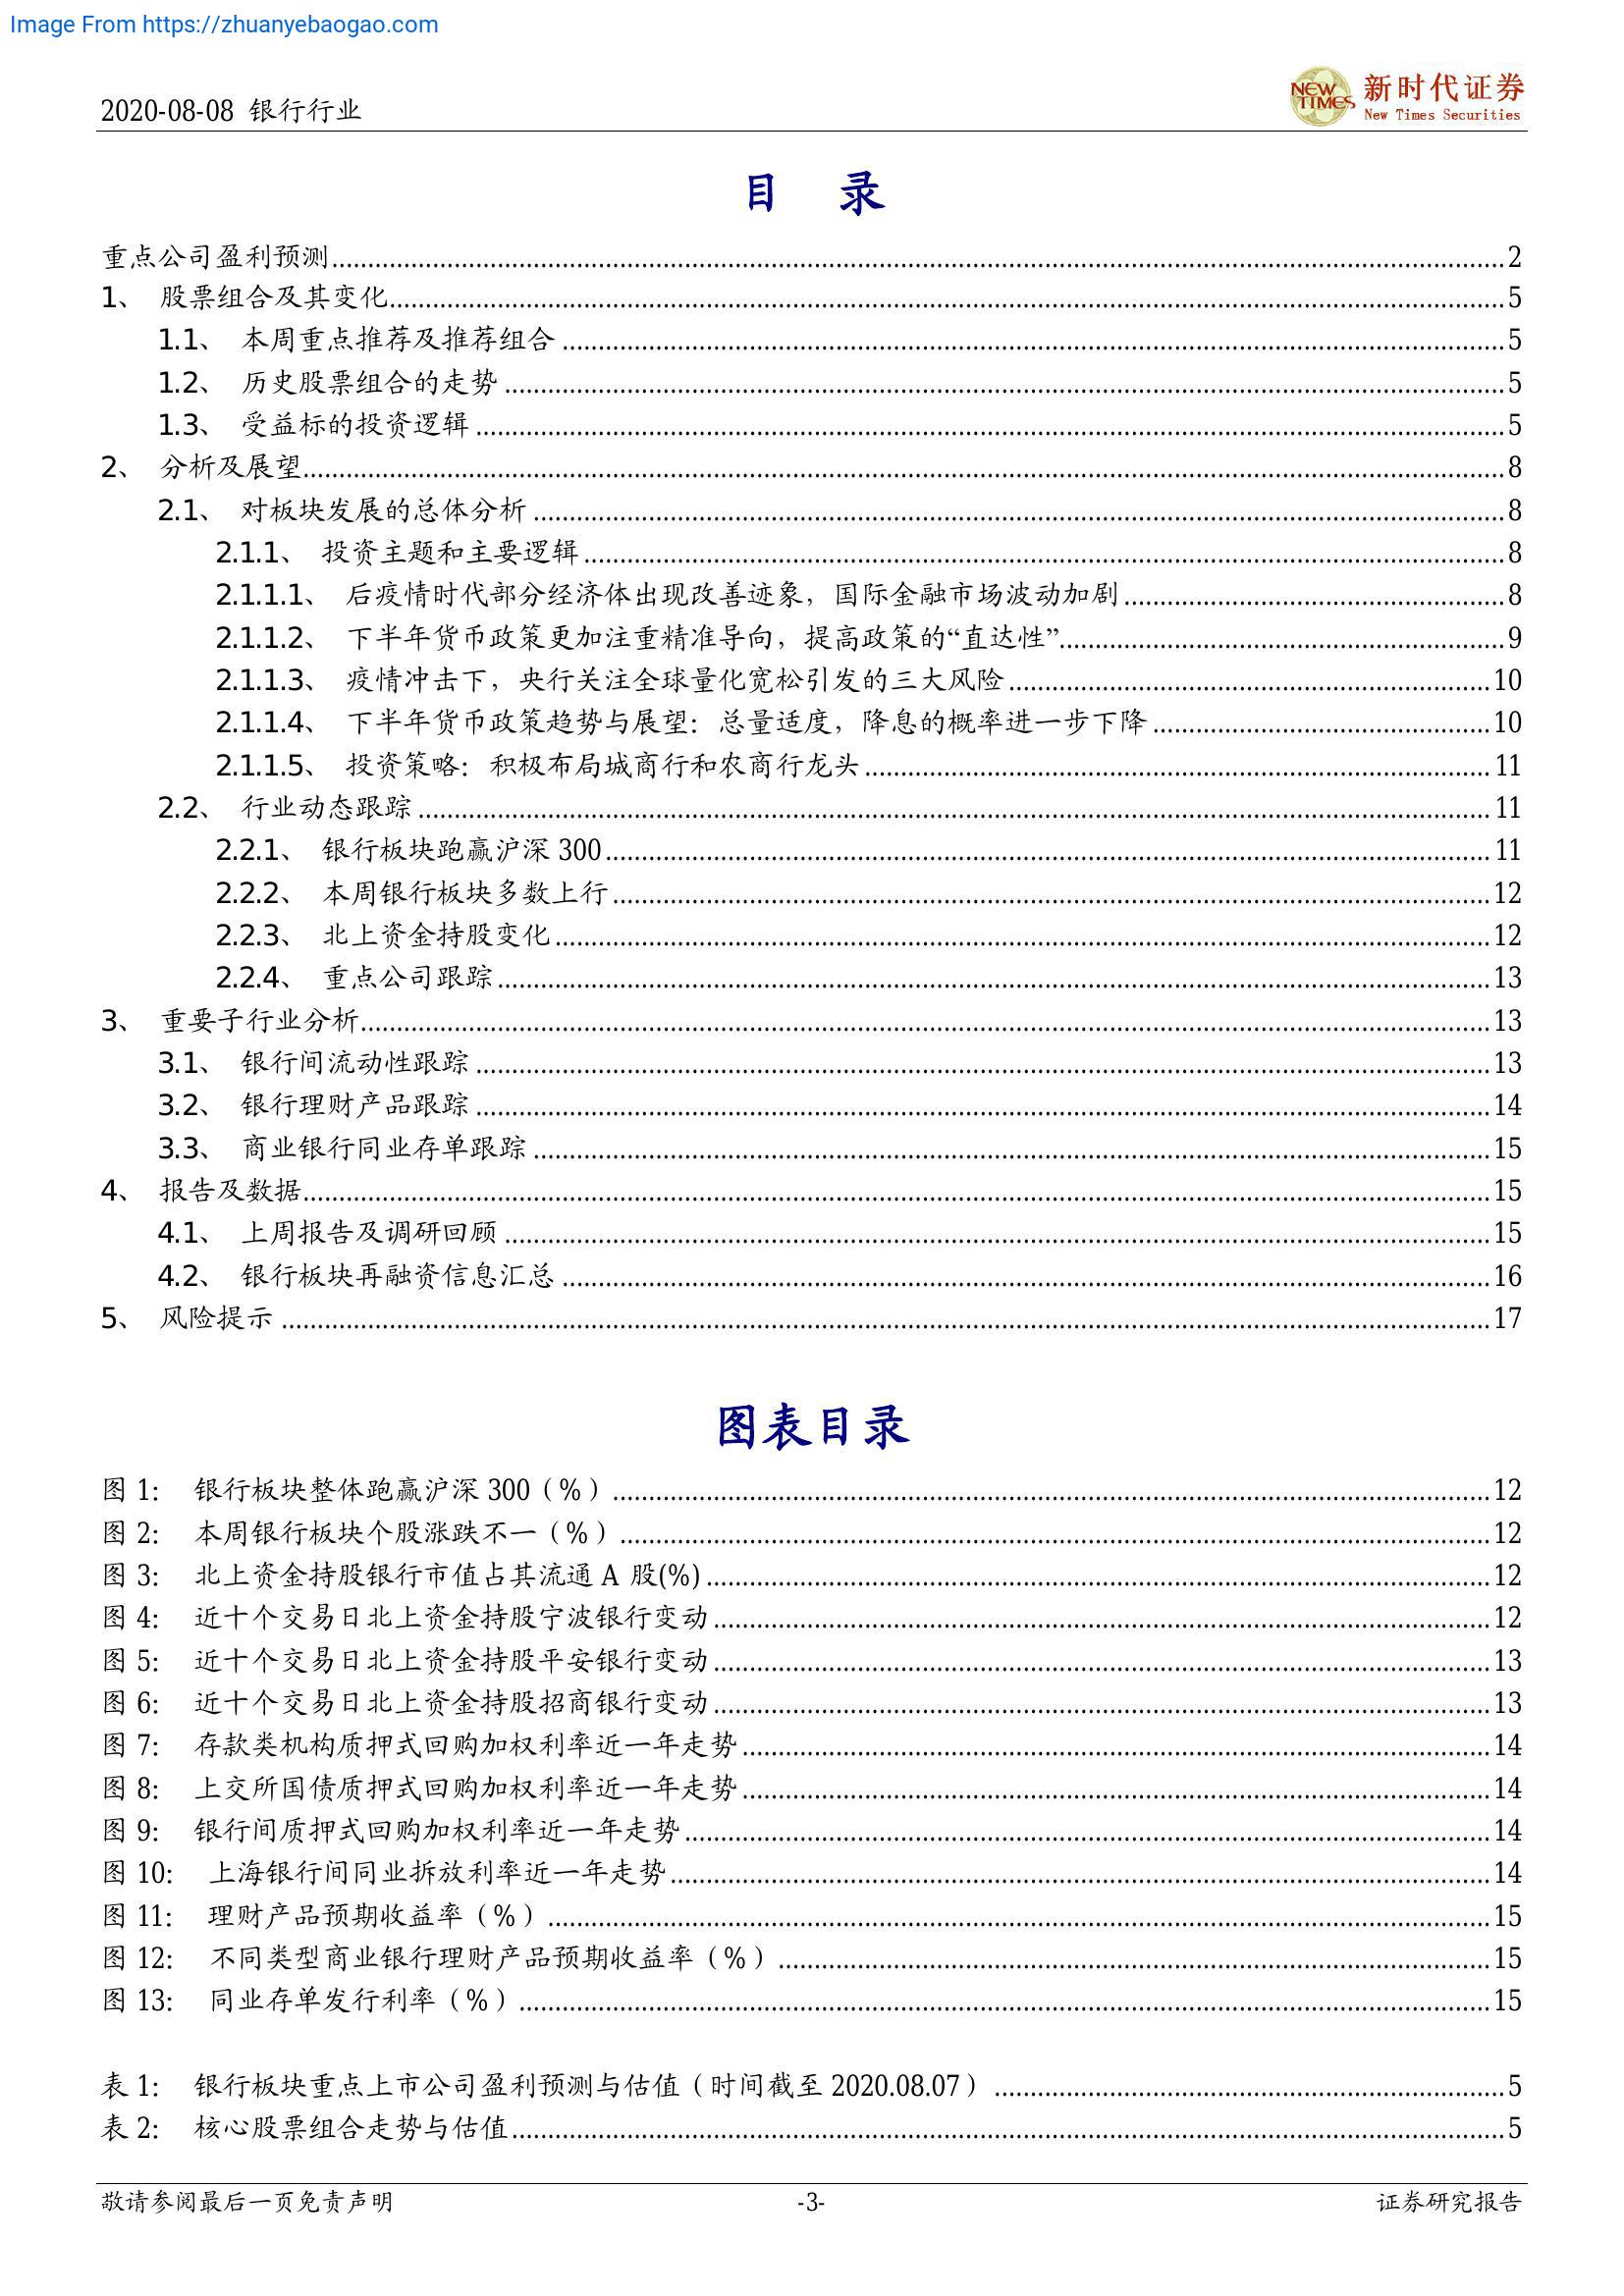 Image From https://zhuanyebaogao.com
2020-08-08 银行行业
NEW TIMES 新时代证券
New Times Securities
目 录
重点公司盈利预测 2
1、 股票组合及其变化 5
1.1、 本周重点推荐及推荐组合 5
1.2、 历史股票组合的走势 5
1.3、 受益标的投资逻辑 5
2、 分析及展望 8
2.1、 对板块发展的总体分析 8
2.1.1、 投资主题和主要逻辑 8
2.1.1.1、 后疫情时代部分经济体出现改善迹象，国际金融市场波动加剧 8
2.1.1.2、 下半年货币政策更加注重精准导向，提高政策的“直达性” 9
2.1.1.3、 疫情冲击下，央行关注全球量化宽松引发的三大风险 10
2.1.1.4、 下半年货币政策趋势与展望：总量适度，降息的概率进一步下降 10
2.1.1.5、 投资策略：积极布局城商行和农商行龙头 11
2.2、 行业动态跟踪 11
2.2.1、 银行板块跑赢沪深 300 11
2.2.2、 本周银行板块多数上行 12
2.2.3、 北上资金持股变化 12
2.2.4、 重点公司跟踪 13
3、 重要子行业分析 13
3.1、 银行间流动性跟踪 13
3.2、 银行理财产品跟踪 14
3.3、 商业银行同业存单跟踪 15
4、 报告及数据 15
4.1、 上周报告及调研回顾 15
4.2、 银行板块再融资信息汇总 16
5、 风险提示 17
图表目录
图 1： 银行板块整体跑赢沪深 300（%） 12
图 2： 本周银行板块个股涨跌不一（%） 12
图 3： 北上资金持股银行市值占其流通 A 股(%) 12
图 4： 近十个交易日北上资金持股宁波银行变动 12
图 5： 近十个交易日北上资金持股平安银行变动 13
图 6： 近十个交易日北上资金持股招商银行变动 13
图 7： 存款类机构质押式回购加权利率近一年走势 14
图 8： 上交所国债质押式回购加权利率近一年走势 14
图 9： 银行间质押式回购加权利率近一年走势 14
图 10： 上海银行间同业拆放利率近一年走势 14
图 11： 理财产品预期收益率（%） 15
图 12： 不同类型商业银行理财产品预期收益率（%） 15
图 13： 同业存单发行利率（%） 15
表 1： 银行板块重点上市公司盈利预测与估值（时间截至 2020.08.07） 5
表 2： 核心股票组合走势与估值 5
敬请参阅最后一页免责声明 -3- 证券研究报告